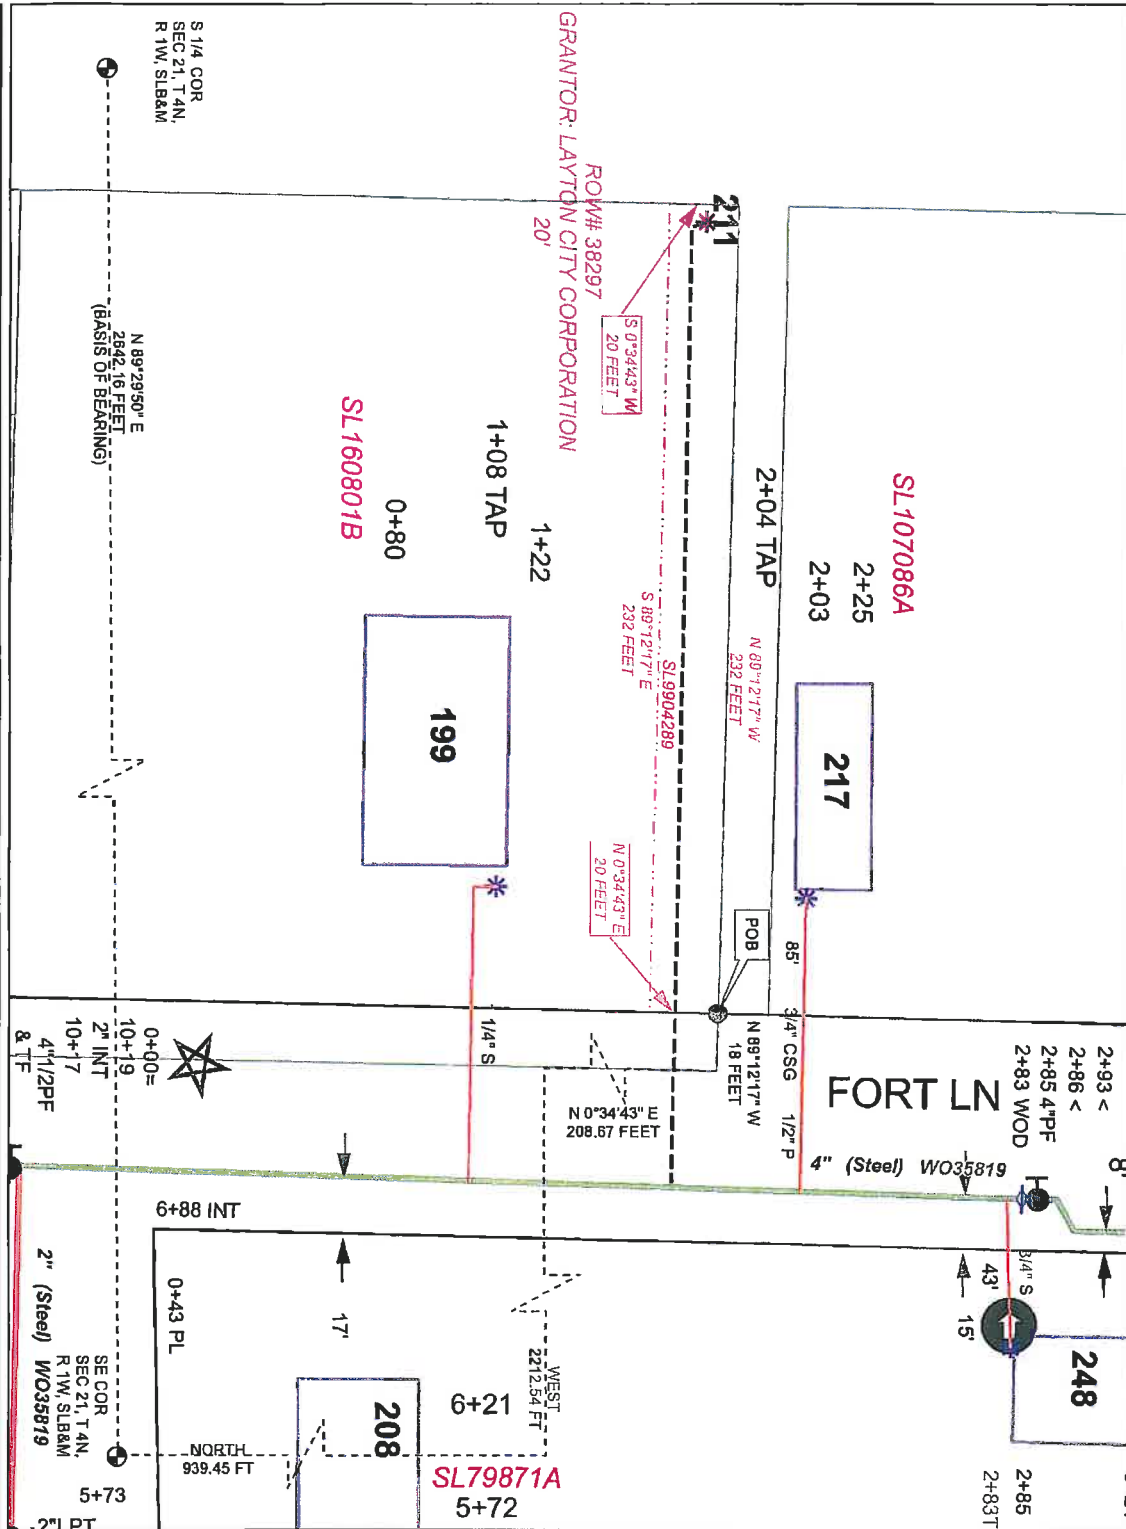 S 1/4 COR
SEC 21, T 4N,
R 1W, SLB&M
GRANTOR: LAYTON CITY CORPORATION
ROW# 38297
20'
211
S 0°34'43" W
20 FEET
N 89°29'50" E
2642.16 FEET
(BASIS OF BEARING)
SL160801B
0+80
1+08 TAP
1+22
199
2+04 TAP
SL107086A
2+25
2+03
217
N 89°12'17" W
232 FEET
SL9904289
S 89°12'17" E
232 FEET
N 0°34'43" E
20 FEET
POB
85'
3/4" CSG
1/2" P
N 89°12'17" W
18 FEET
FORT LN
2+93 <
2+86 <
2+85 4"PF
2+83 WOD
4" (Steel) WO35819
1/4" S
N 0°34'43" E
208.67 FEET
0+00=
10+19
2" INT
10+17
4"1/2PF
& TF
6+88 INT
0+43 PL
17'
2" (Steel) WO35819
SE COR
SEC 21, T 4N,
R 1W, SLB&M
NORTH
939.45 FT
WEST
2212.54 FT
208
6+21
SL79871A
5+72
5+73
2" LPT
3/4" S
43'
15'
248
2+85
2+83T